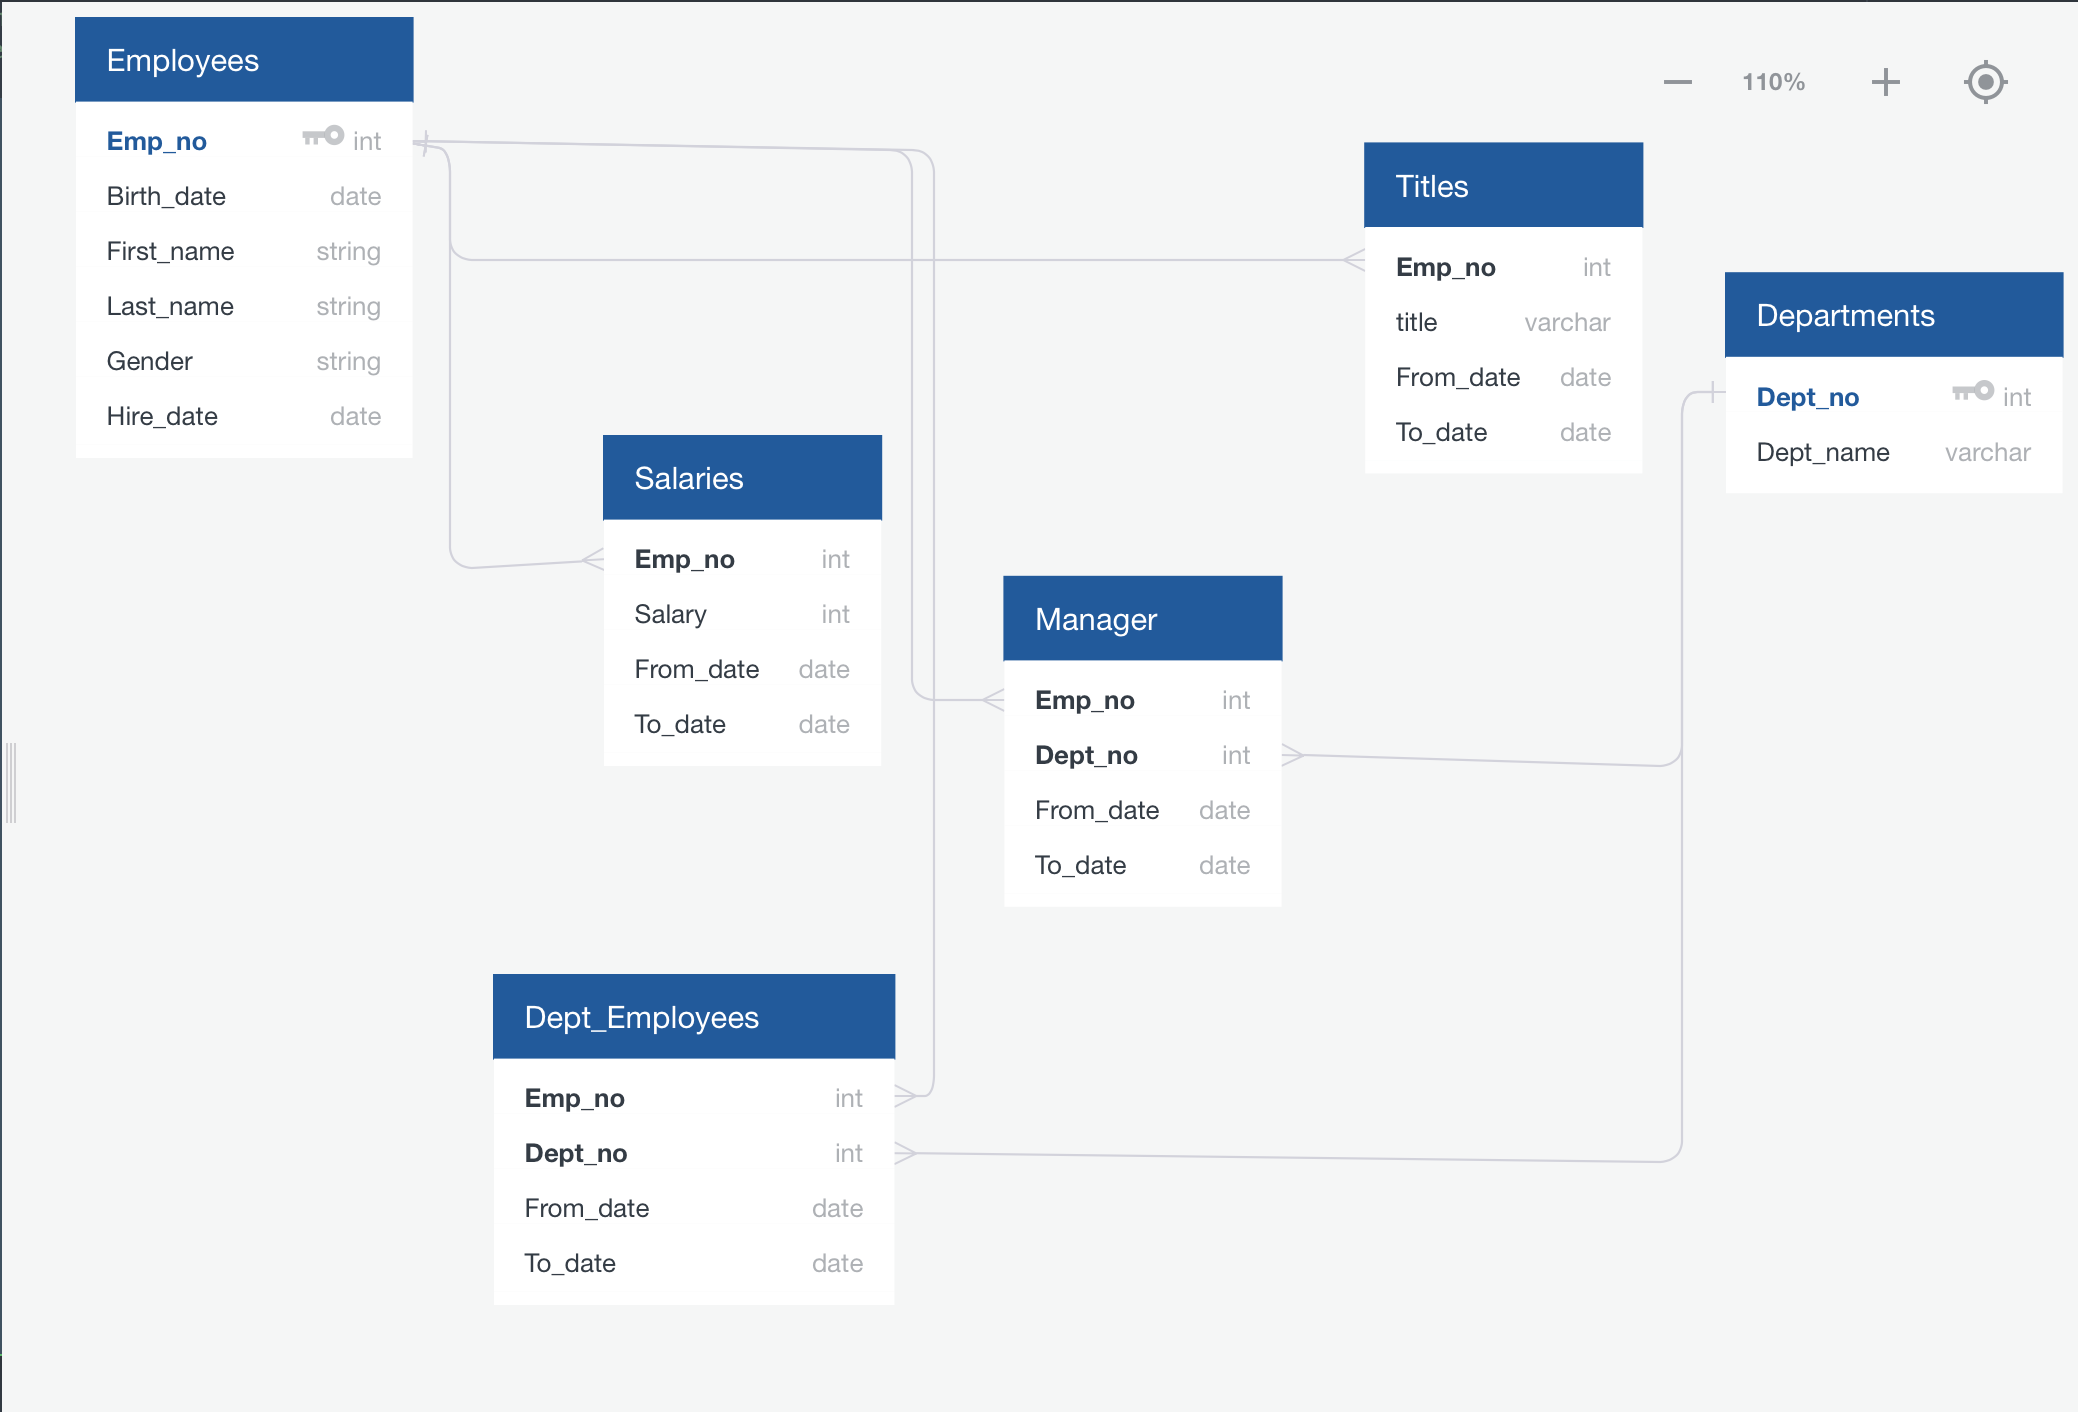 Employees
Emp_no int
Birth_date date
First_name string
Last_name string
Gender string
Hire_date date
110%
Titles
Emp_no int
title varchar
From_date date
To_date date
Departments
Dept_no int
Dept_name varchar
Salaries
Emp_no int
Salary int
From_date date
To_date date
Manager
Emp_no int
Dept_no int
From_date date
To_date date
Dept_Employees
Emp_no int
Dept_no int
From_date date
To_date date